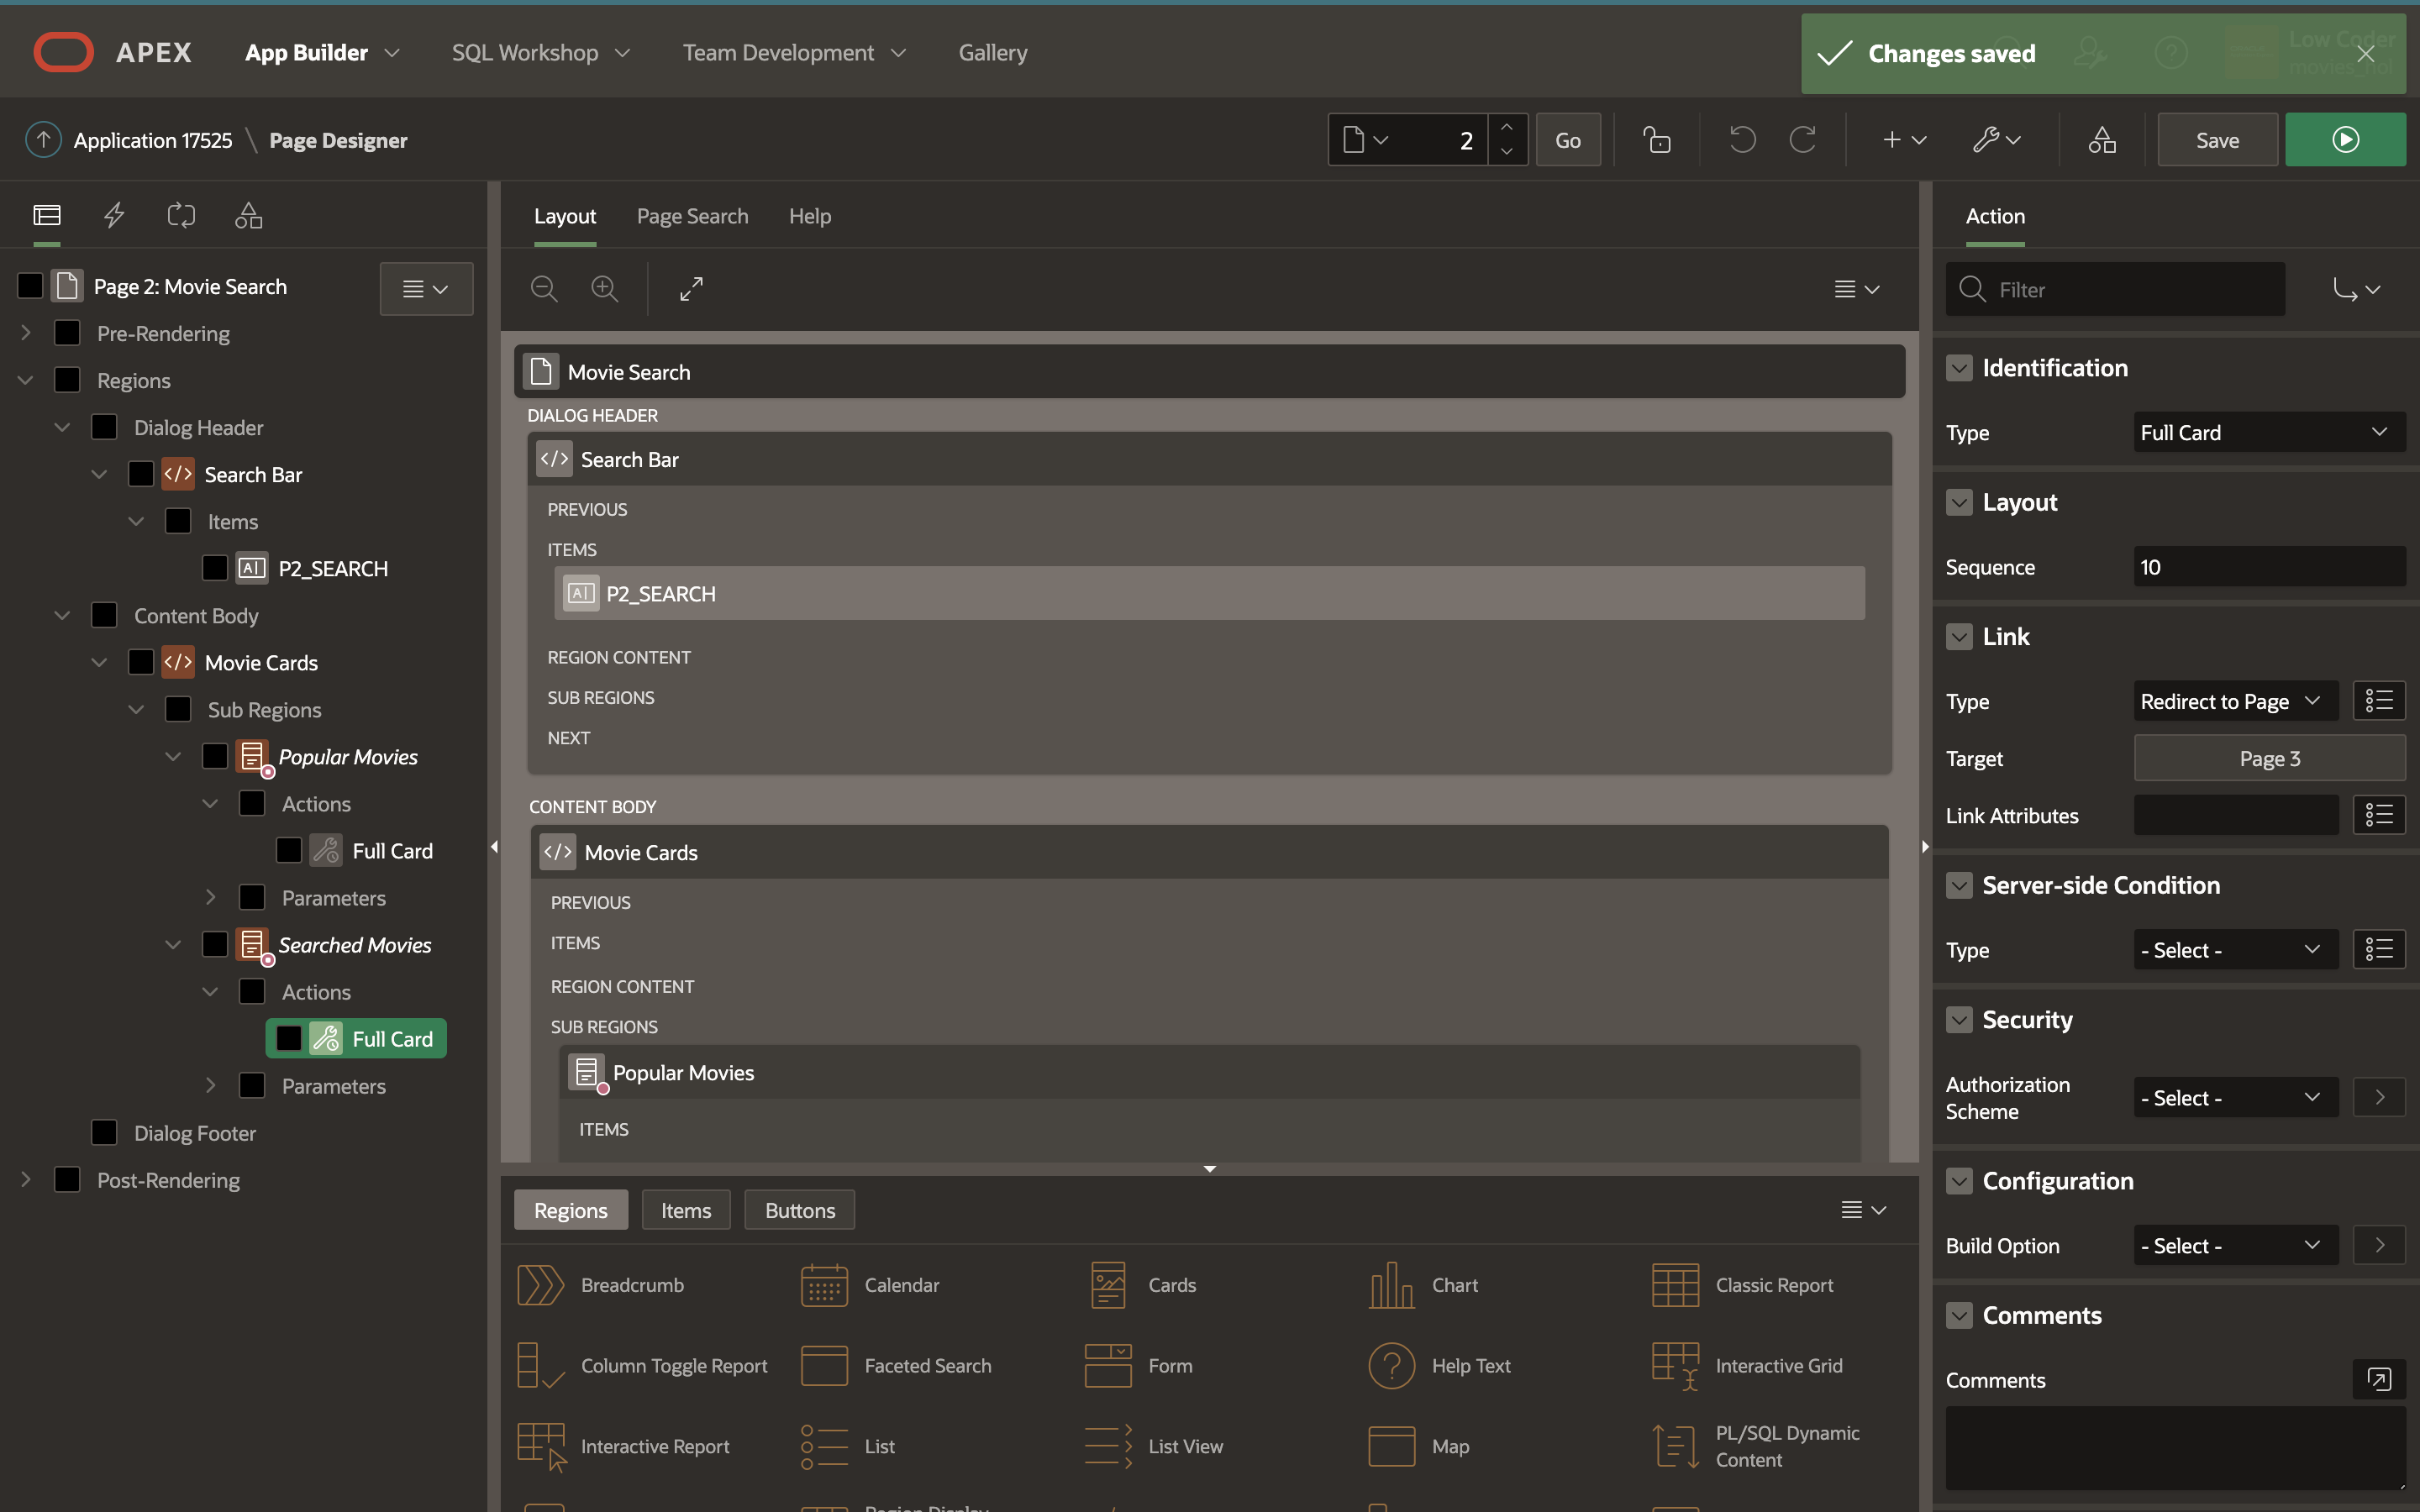 APEX
App Builder
SQL Workshop
Team Development
Gallery
Changes saved
Low Coder
movies_hol
Application 17525 \ Page Designer
2
Go
Save
Page 2: Movie Search
Pre-Rendering
Regions
Dialog Header
</> Search Bar
Items
A| P2_SEARCH
Content Body
</> Movie Cards
Sub Regions
Popular Movies
Actions
Full Card
Parameters
Searched Movies
Actions
Full Card
Parameters
Dialog Footer
Post-Rendering
Layout
Page Search
Help
Movie Search
DIALOG HEADER
</> Search Bar
PREVIOUS
ITEMS
A| P2_SEARCH
REGION CONTENT
SUB REGIONS
NEXT
CONTENT BODY
</> Movie Cards
PREVIOUS
ITEMS
REGION CONTENT
SUB REGIONS
Popular Movies
ITEMS
Regions
Items
Buttons
Breadcrumb
Calendar
Cards
Chart
Classic Report
Column Toggle Report
Faceted Search
Form
Help Text
Interactive Grid
Interactive Report
List
List View
Map
PL/SQL Dynamic
Content
Region Display
Action
Filter
Identification
Type
Full Card
Layout
Sequence
10
Link
Type
Redirect to Page
Target
Page 3
Link Attributes
Server-side Condition
Type
- Select -
Security
Authorization
Scheme
- Select -
Configuration
Build Option
- Select -
Comments
Comments